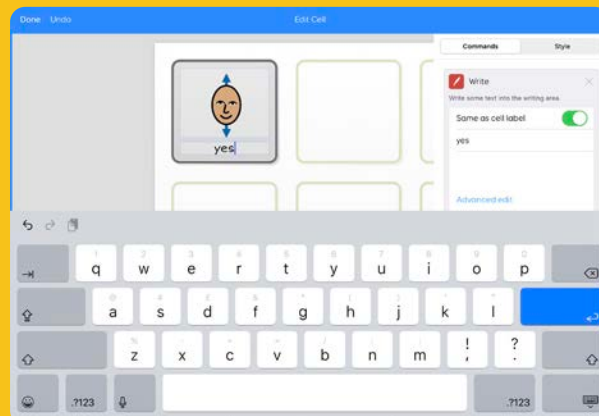 Done Undo Edit Cell
Commands Style
Write
Write some text into the writing area.
Same as cell label
yes
yes
Advanced edit
q w e r t y u i o p
a s d f g h j k l
z x c v b n m ! , ? .
.?123 .?123